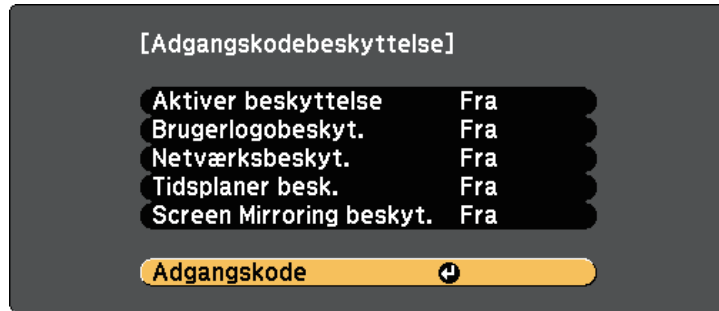 [Adgangskodebeskyttelse]
Aktiver beskyttelse Fra
Brugerlogobeskyt. Fra
Netværksbeskyt. Fra
Tidsplaner besk. Fra
Screen Mirroring beskyt. Fra
Adgangskode